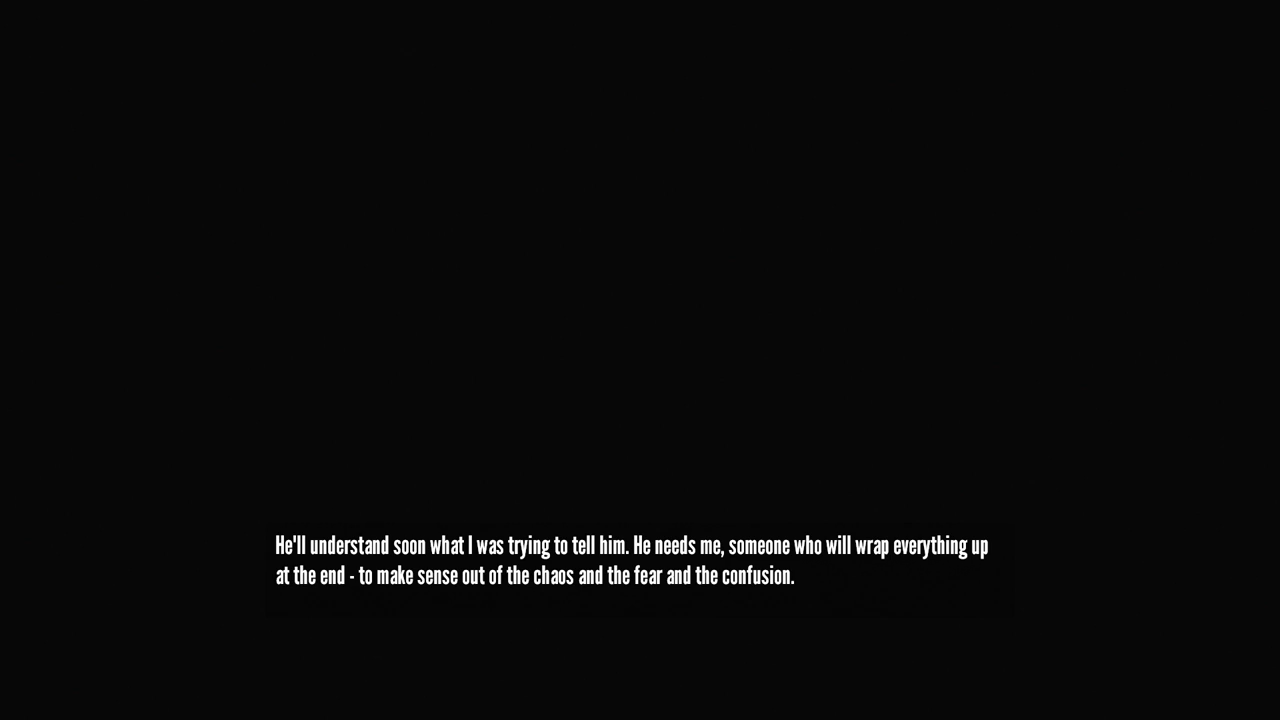 He'll understand soon what I was trying to tell him. He needs me, someone who will wrap everything up
at the end - to make sense out of the chaos and the fear and the confusion.